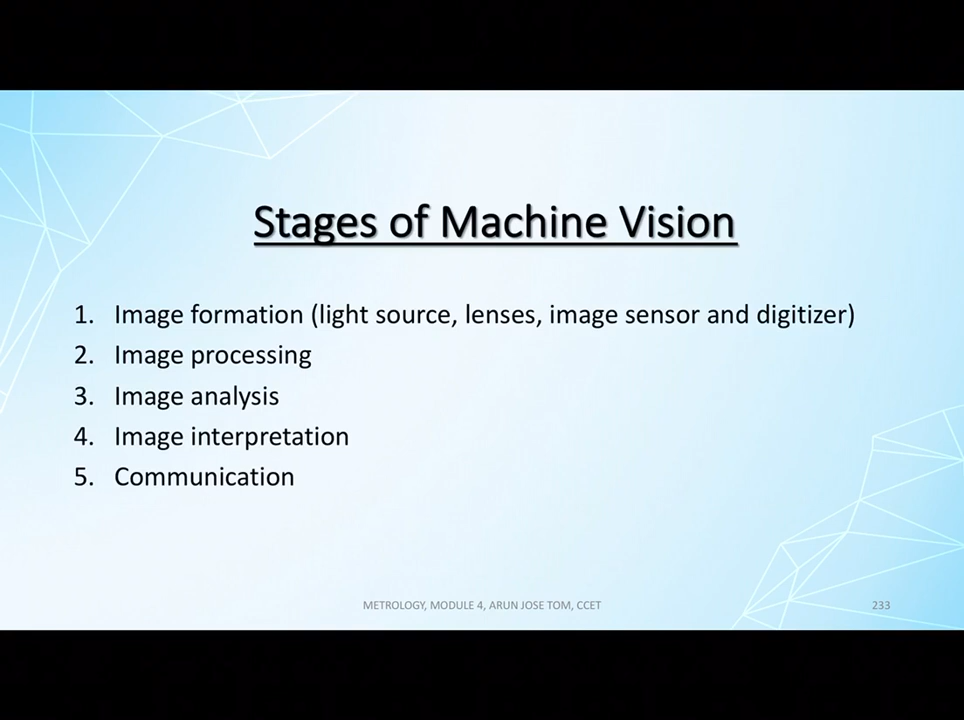 Stages of Machine Vision
1. Image formation (light source, lenses, image sensor and digitizer)
2. Image processing
3. Image analysis
4. Image interpretation
5. Communication
METROLOGY, MODULE 4, ARUN JOSE TOM, CCET
233